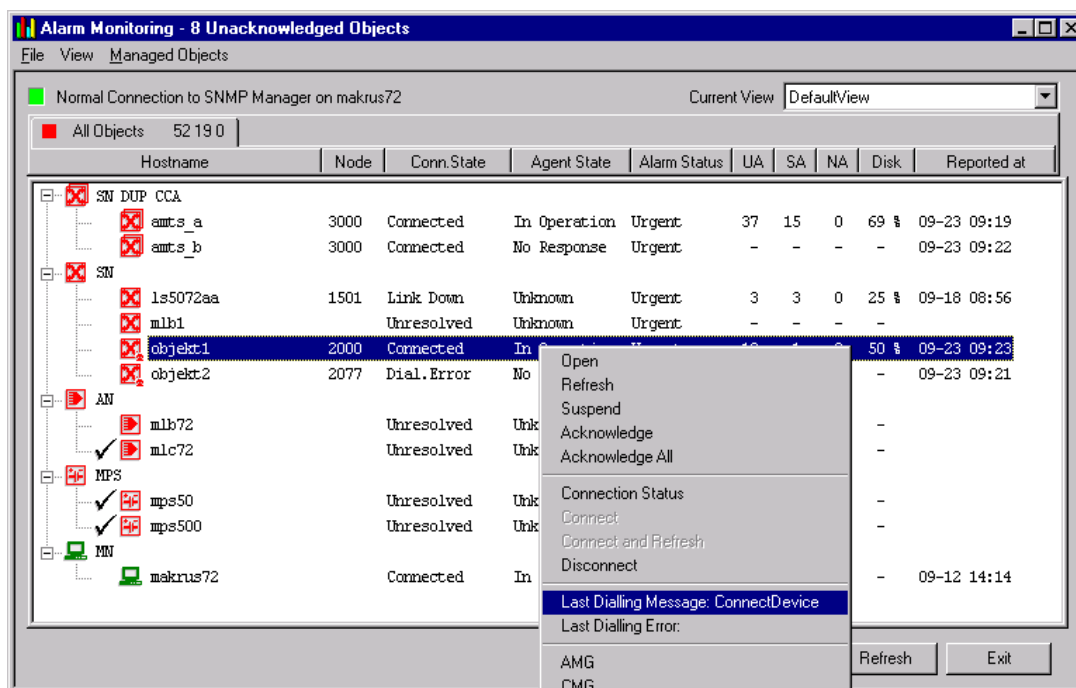 Alarm Monitoring - 8 Unacknowledged Objects
File View Managed Objects
Normal Connection to SNMP Manager on makrus72 Current View DefaultView
All Objects 52 19 0
Hostname Node Conn.State Agent State Alarm Status UA SA NA Disk Reported at
SN DUP CCA
amts_a 3000 Connected In Operation Urgent 37 15 0 69 % 09-23 09:19
amts_b 3000 Connected No Response Urgent - - - - 09-23 09:22
SN
ls5072aa 1501 Link Down Unknown Urgent 3 3 0 25 % 09-18 08:56
mlb1 Unresolved Unknown Urgent - - - -
objekt1 2000 Connected In 50 % 09-23 09:23
objekt2 2077 Dial.Error No - 09-23 09:21
AN
mlb72 Unresolved Unk -
mlc72 Unresolved Unk -
MPS
mps50 Unresolved Unk -
mps500 Unresolved Unk -
MN
makrus72 Connected In - 09-12 14:14
Open
Refresh
Suspend
Acknowledge
Acknowledge All
Connection Status
Connect
Connect and Refresh
Disconnect
Last Dialling Message: ConnectDevice
Last Dialling Error:
AMG
CMG
Refresh Exit